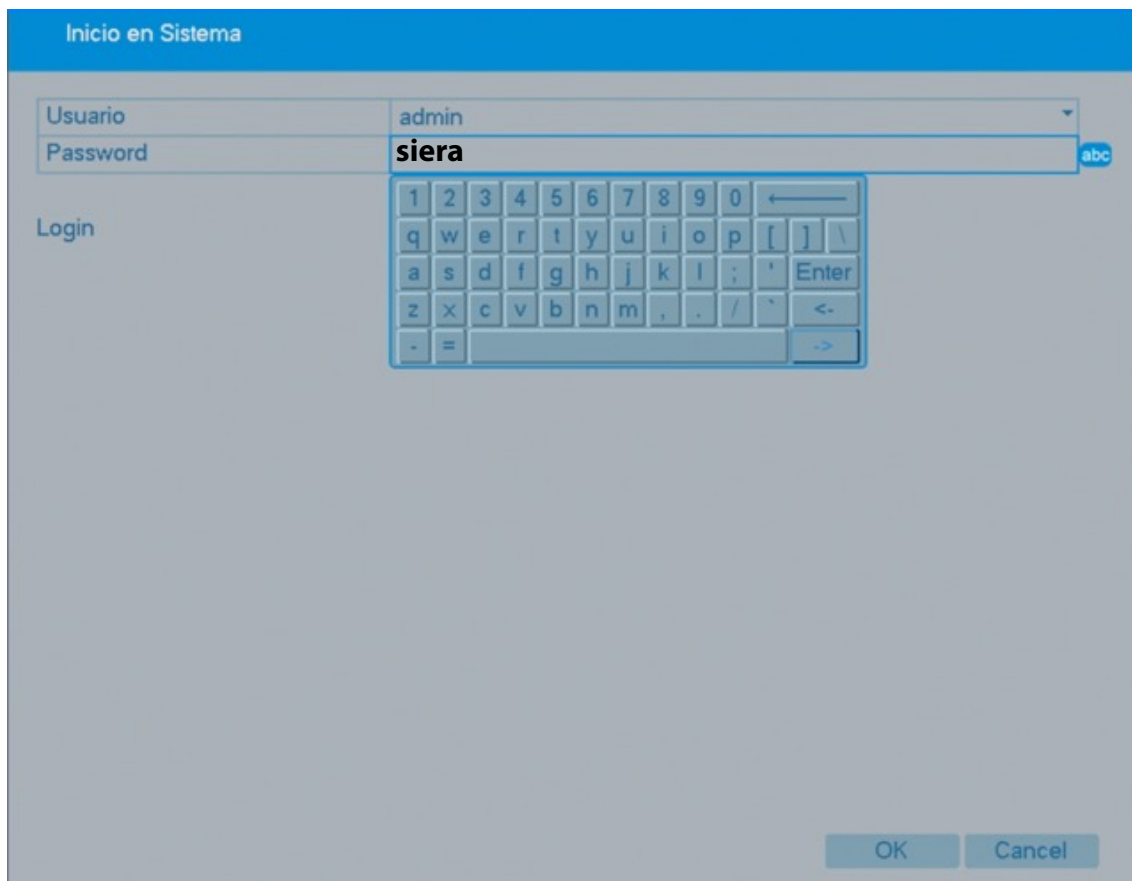 Inicio en Sistema
Usuario admin
Password siera abc
Login
1 2 3 4 5 6 7 8 9 0 ←
q w e r t y u i o p [ ] \
a s d f g h j k l ; ' Enter
z x c v b n m , . / ` <-
- = ->
OK Cancel